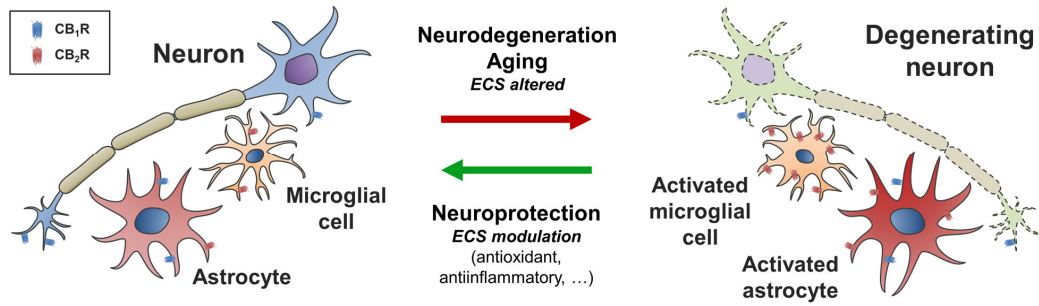 CB₁R
CB₂R
Neuron
Microglial
cell
Astrocyte
Neurodegeneration
Aging
ECS altered
Neuroprotection
ECS modulation
(antioxidant,
antiinflammatory, ...)
Degenerating
neuron
Activated
microglial
cell
Activated
astrocyte